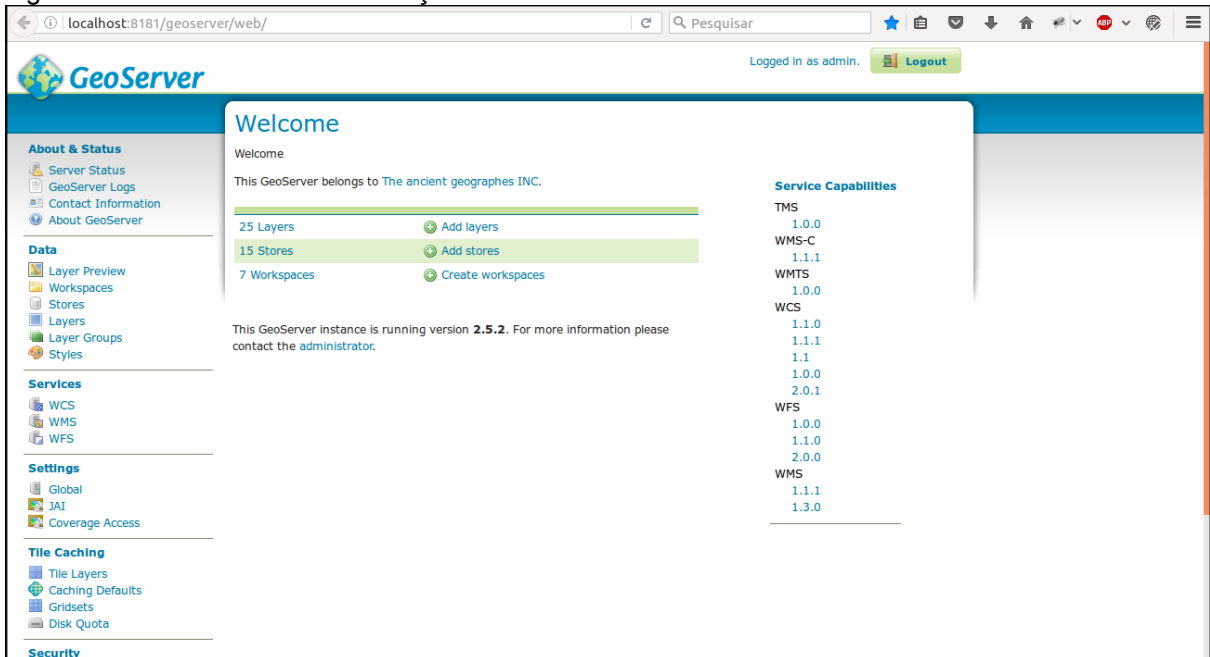 localhost:8181/geoserver/web/
Pesquisar
ABP
GeoServer
Logged in as admin.
Logout
About & Status
Server Status
GeoServer Logs
Contact Information
About GeoServer
Data
Layer Preview
Workspaces
Stores
Layers
Layer Groups
Styles
Services
WCS
WMS
WFS
Settings
Global
JAI
Coverage Access
Tile Caching
Tile Layers
Caching Defaults
Gridsets
Disk Quota
Security
Welcome
Welcome
This GeoServer belongs to The ancient geographes INC.
25 Layers Add layers
15 Stores Add stores
7 Workspaces Create workspaces
This GeoServer instance is running version 2.5.2. For more information please
contact the administrator.
Service Capabilities
TMS
1.0.0
WMS-C
1.1.1
WMTS
1.0.0
WCS
1.1.0
1.1.1
1.1
1.0.0
2.0.1
WFS
1.0.0
1.1.0
2.0.0
WMS
1.1.1
1.3.0